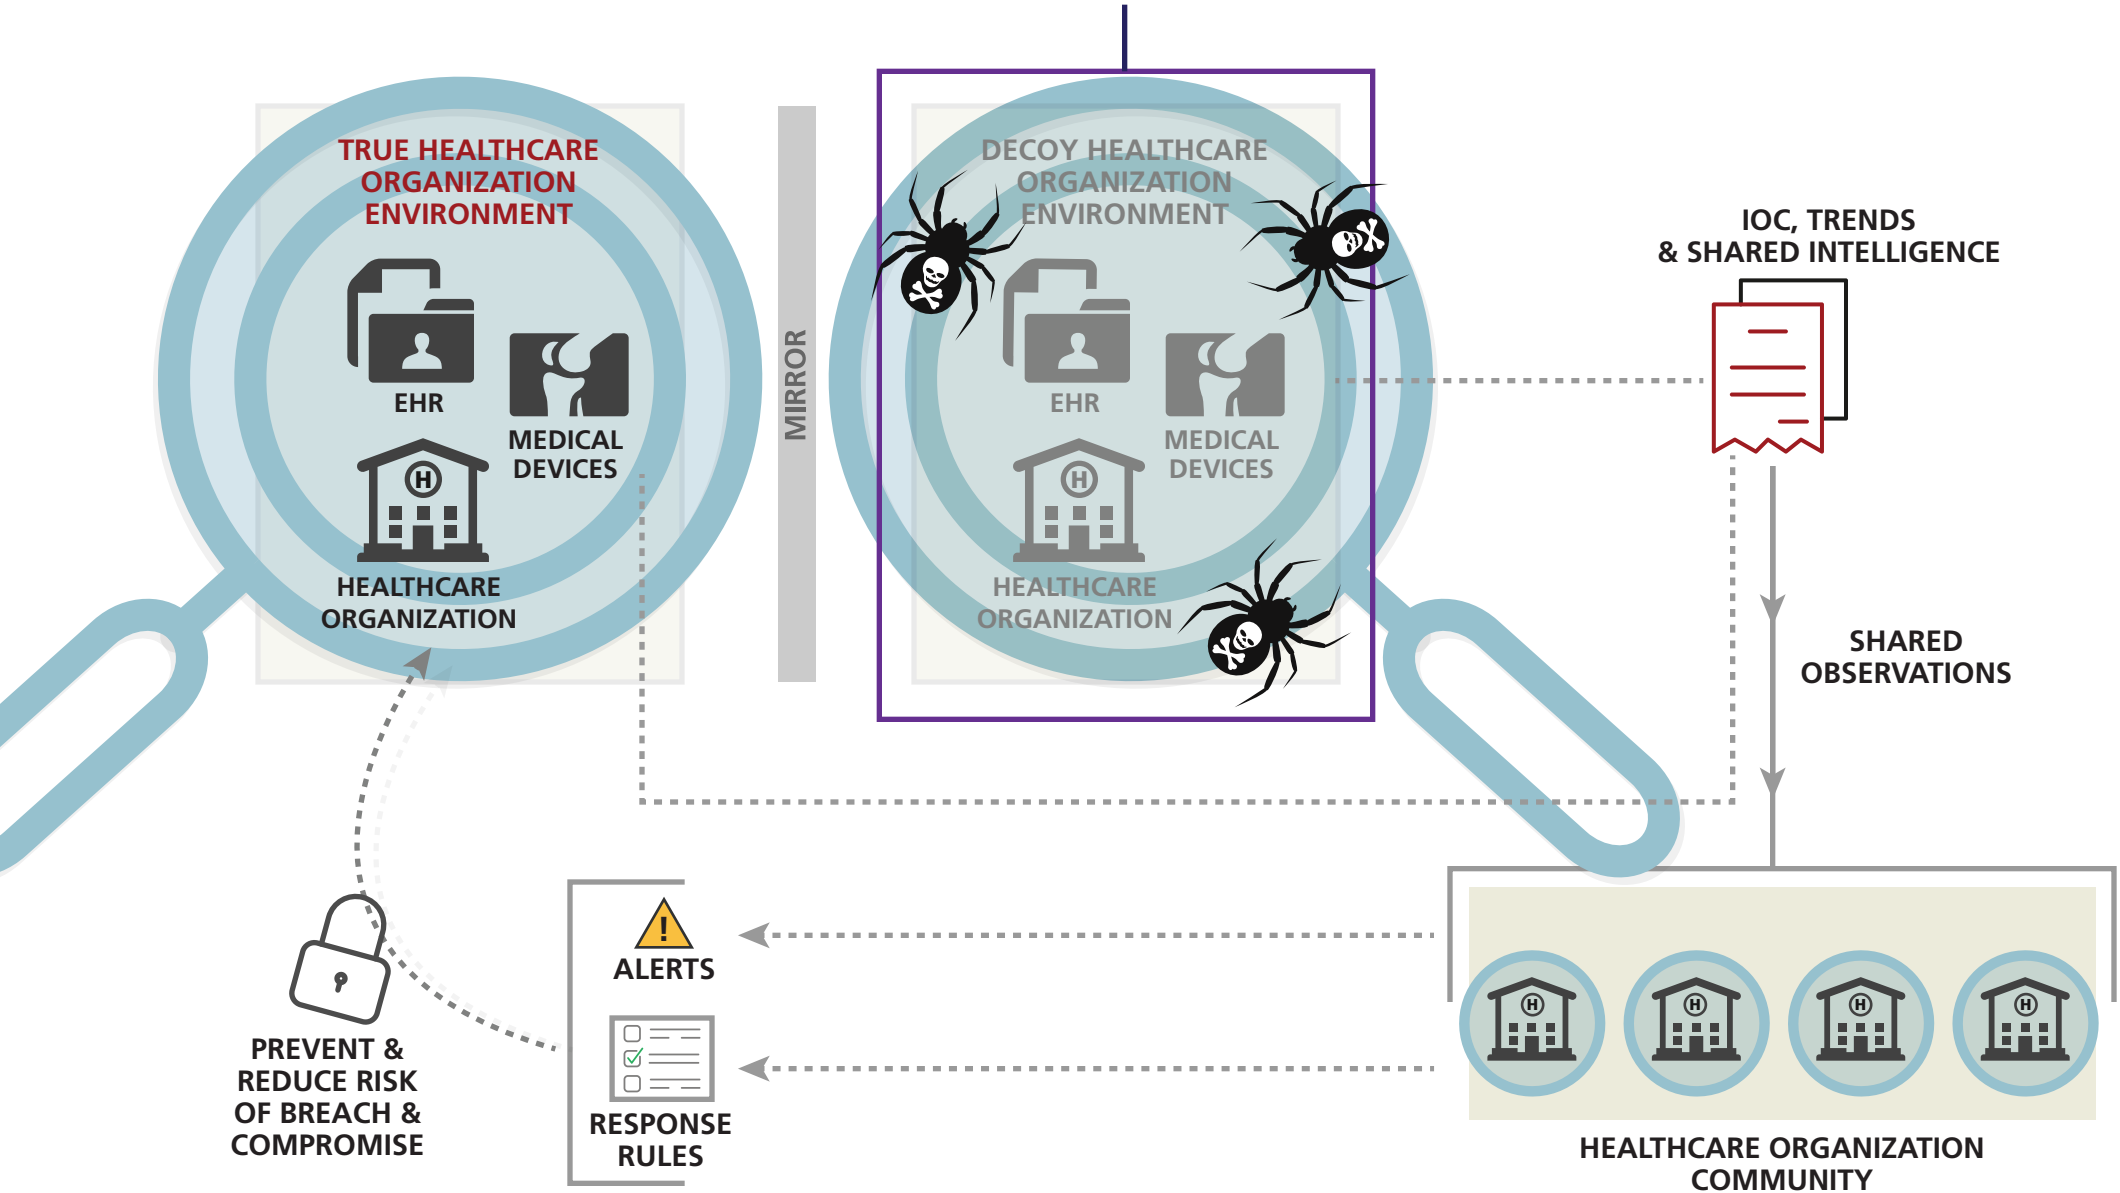 TRUE HEALTHCARE
ORGANIZATION
ENVIRONMENT
EHR
MEDICAL
DEVICES
H
HEALTHCARE
ORGANIZATION
MIRROR
DECOY HEALTHCARE
ORGANIZATION
ENVIRONMENT
EHR
MEDICAL
DEVICES
H
HEALTHCARE
ORGANIZATION
IOC, TRENDS
& SHARED INTELLIGENCE
SHARED
OBSERVATIONS
H
H
H
H
HEALTHCARE ORGANIZATION
COMMUNITY
!
ALERTS
RESPONSE
RULES
PREVENT &
REDUCE RISK
OF BREACH &
COMPROMISE